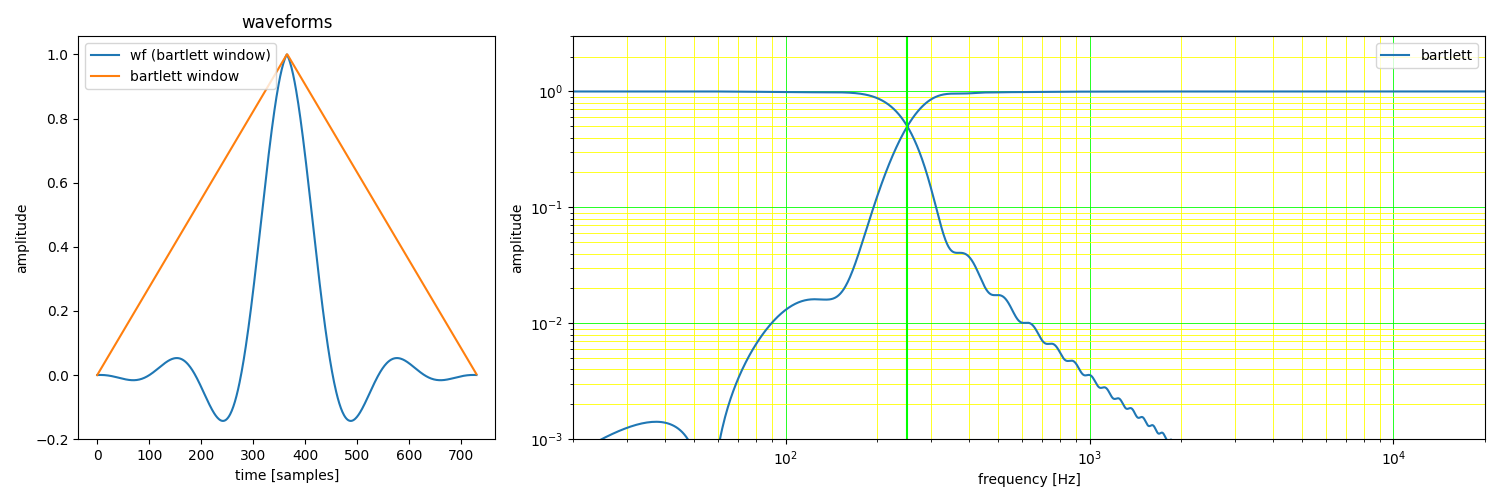 waveforms
wf (bartlett window)
bartlett window
amplitude
1.0
0.8
0.6
0.4
0.2
0.0
−0.2
0 100 200 300 400 500 600 700
time [samples]
bartlett
amplitude
10^0
10^−1
10^−2
10^−3
10^2 10^3 10^4
frequency [Hz]